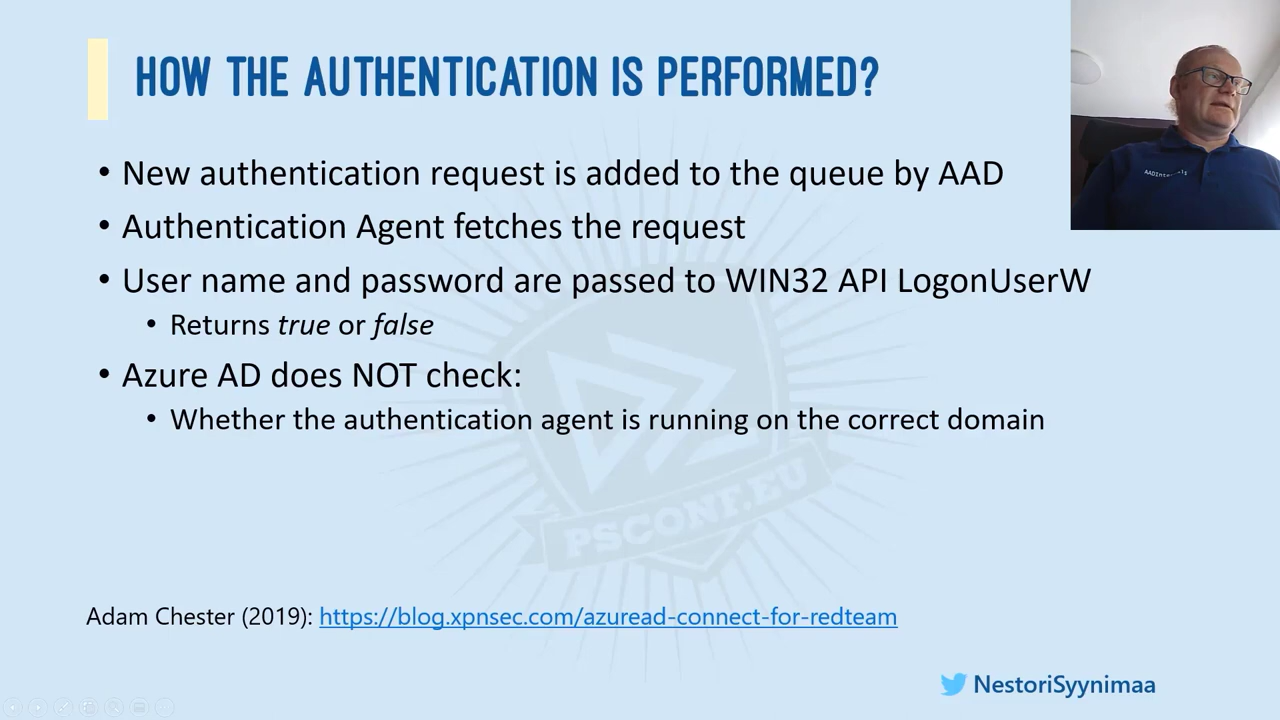 HOW THE AUTHENTICATION IS PERFORMED?
• New authentication request is added to the queue by AAD
• Authentication Agent fetches the request
• User name and password are passed to WIN32 API LogonUserW
• Returns true or false
• Azure AD does NOT check:
• Whether the authentication agent is running on the correct domain
PSCONF.EU
Adam Chester (2019): https://blog.xpnsec.com/azuread-connect-for-redteam
NestoriSyynimaa
AADInternals